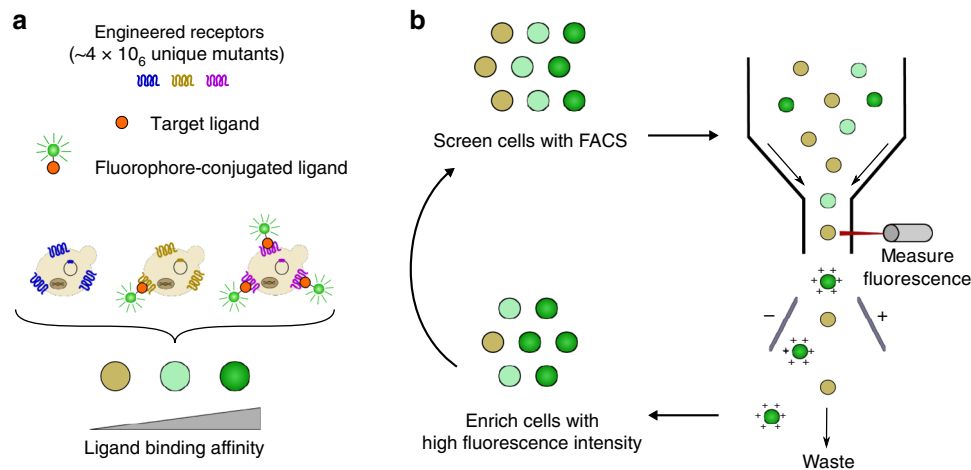 a
Engineered receptors
(~4 × 10₆ unique mutants)
Target ligand
Fluorophore-conjugated ligand
Ligand binding affinity
b
Screen cells with FACS
Measure
fluorescence
−
+
Enrich cells with
high fluorescence intensity
Waste